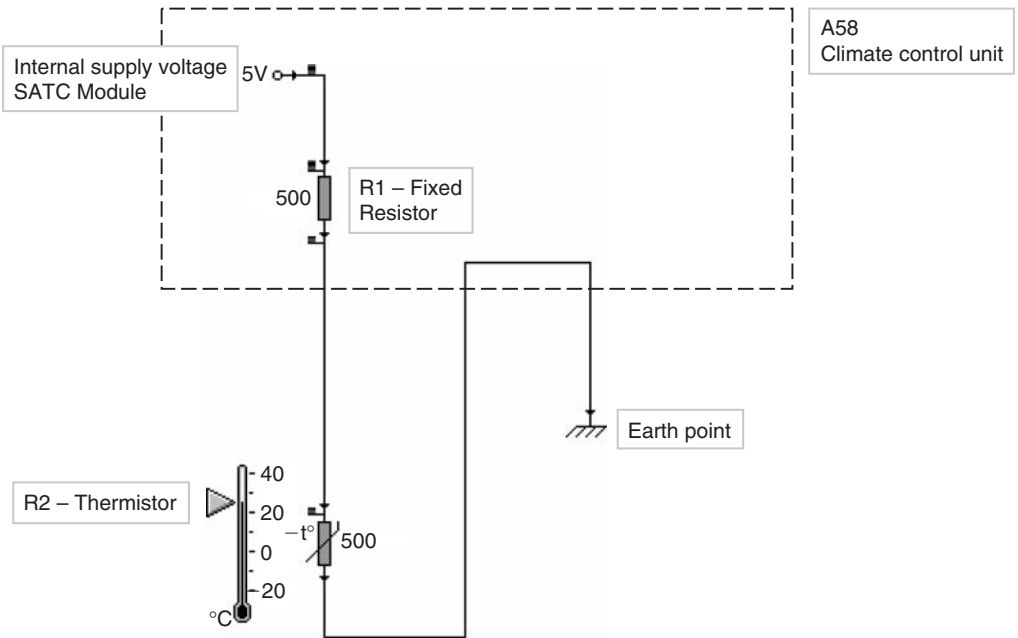 A58
Climate control unit
Internal supply voltage
SATC Module
5V
500
R1 – Fixed
Resistor
Earth point
R2 – Thermistor
40
20
0
−20
°C
−t°
500